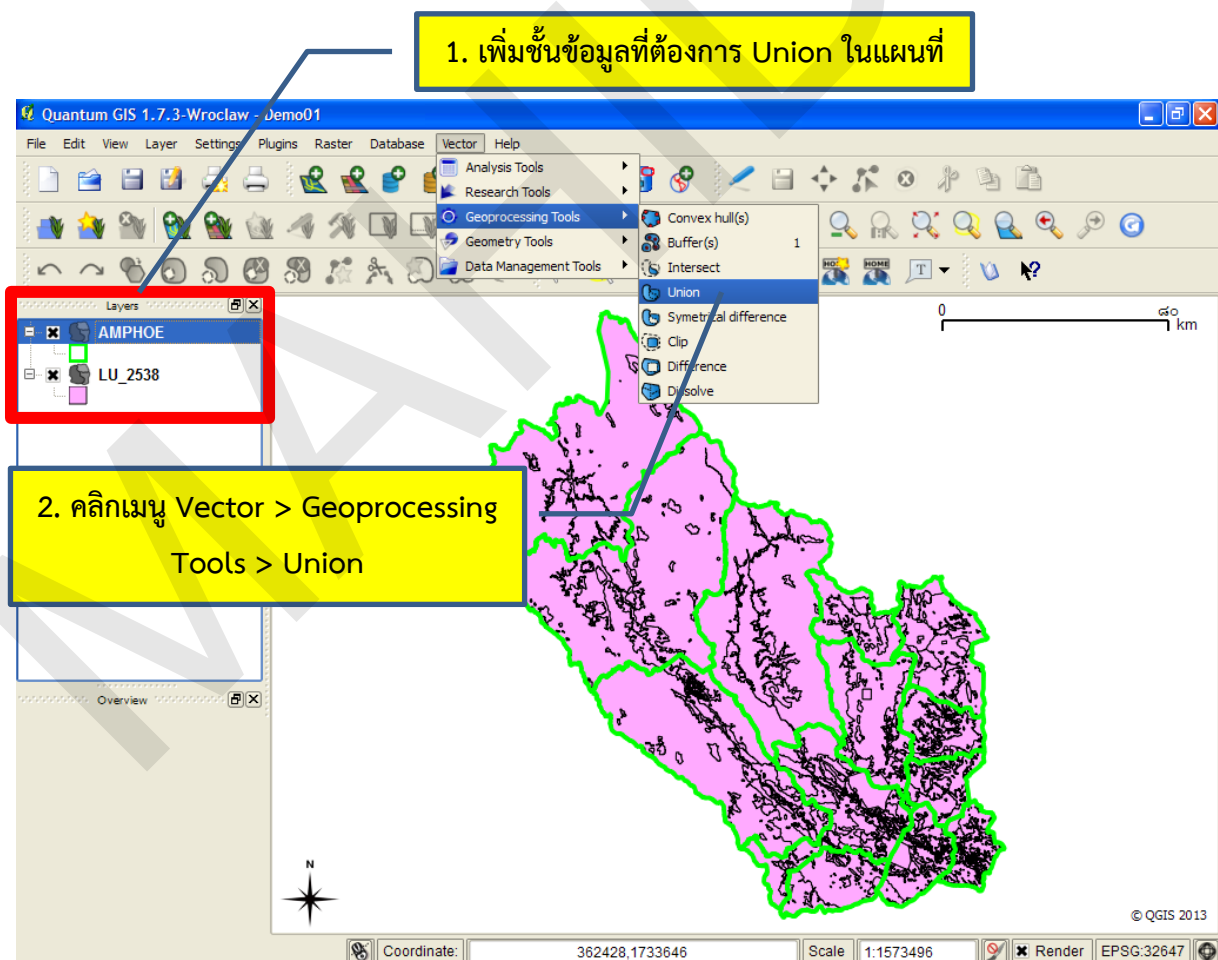 1. เพิ่มชั้นข้อมูลที่ต้องการ Union ในแผนที่
Quantum GIS 1.7.3-Wroclaw - Demo01
File Edit View Layer Settings Plugins Raster Database Vector Help
Analysis Tools
Research Tools
Geoprocessing Tools
Geometry Tools
Data Management Tools
Convex hull(s)
Buffer(s) 1
Intersect
Union
Symetrical difference
Clip
Difference
Dissolve
HOME
T
Layers
AMPHOE
LU_2538
0 ๘๐
km
2. คลิกเมนู Vector > Geoprocessing
Tools > Union
Overview
N
© QGIS 2013
Coordinate: 362428,1733646 Scale 1:1573496 Render EPSG:32647
MAHID